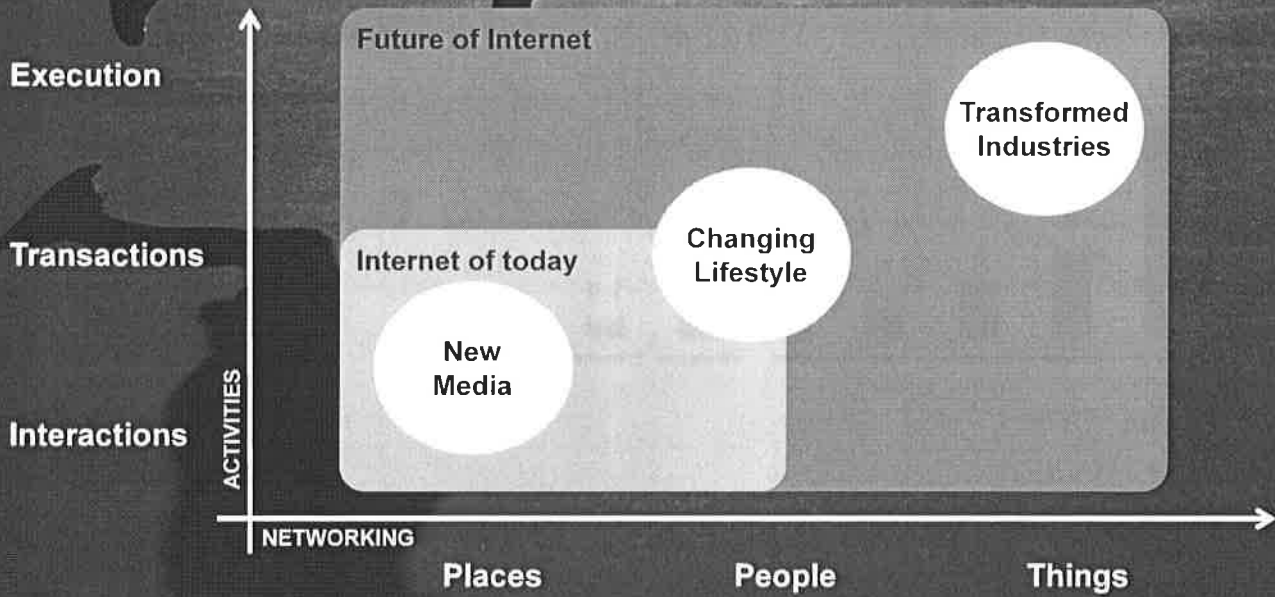 Future of Internet
Execution
Transformed
Industries
Transactions
Internet of today
Changing
Lifestyle
New
Media
Interactions
ACTIVITIES
NETWORKING
Places
People
Things